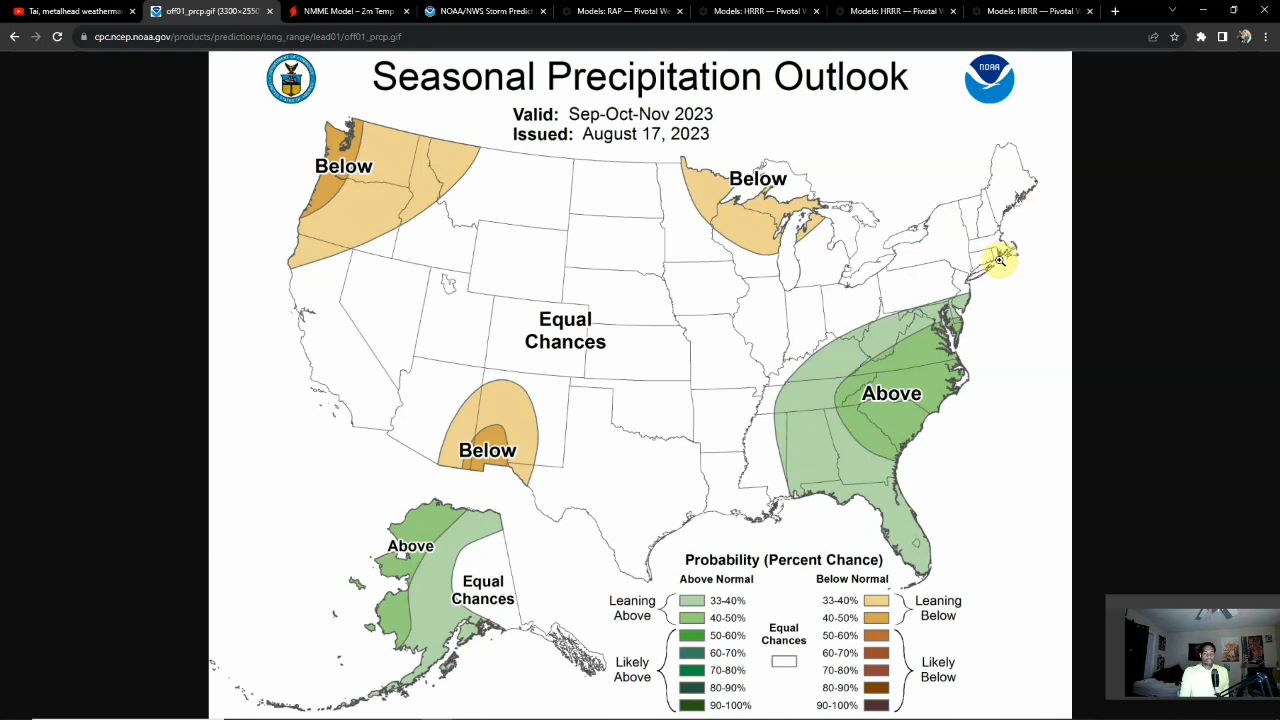 Tai, metalhead weatherman
off01_prcp.gif (3300×2550)
NMME Model – 2m Temp
NOAA/NWS Storm Predict
Models: RAP — Pivotal We
Models: HRRR — Pivotal W
Models: HRRR — Pivotal W
Models: HRRR — Pivotal W
cpc.ncep.noaa.gov/products/predictions/long_range/lead01/off01_prcp.gif
Seasonal Precipitation Outlook
NOAA
Valid: Sep-Oct-Nov 2023
Issued: August 17, 2023
Below
Below
Equal
Chances
Above
Below
Above
Equal
Chances
Probability (Percent Chance)
Above Normal
Below Normal
Leaning
Above
33-40%
40-50%
Likely
Above
50-60%
60-70%
70-80%
80-90%
90-100%
Equal
Chances
33-40%
40-50%
Leaning
Below
50-60%
60-70%
70-80%
80-90%
90-100%
Likely
Below